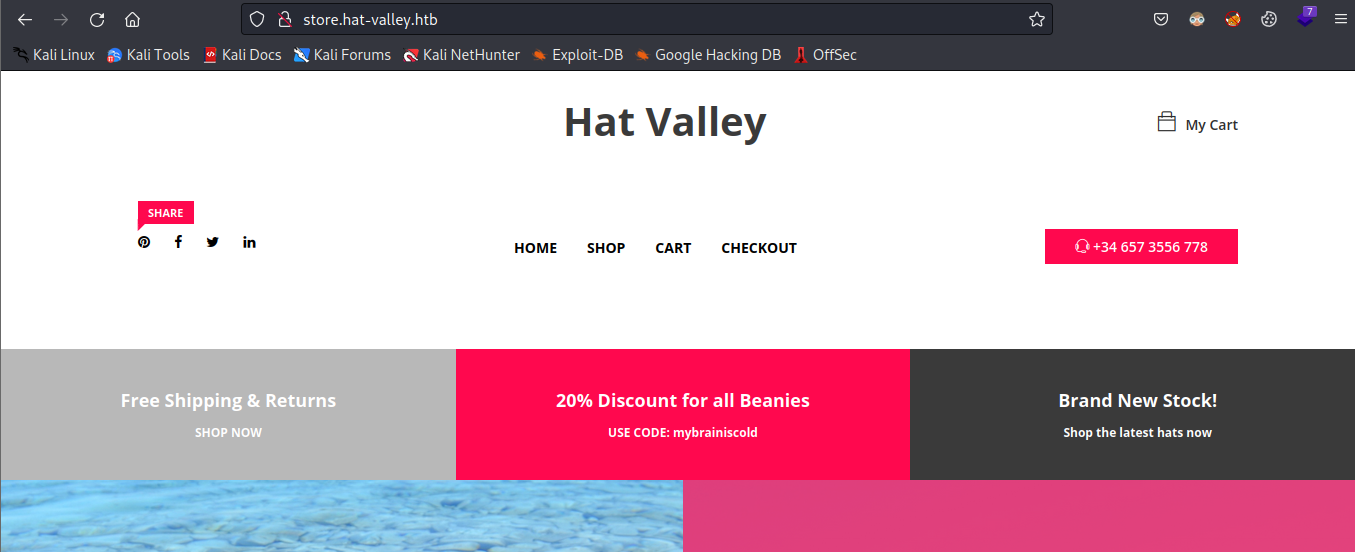 store.hat-valley.htb
7
Kali Linux Kali Tools Kali Docs Kali Forums Kali NetHunter Exploit-DB Google Hacking DB OffSec
Hat Valley
My Cart
SHARE
HOME SHOP CART CHECKOUT
+34 657 3556 778
Free Shipping & Returns
SHOP NOW
20% Discount for all Beanies
USE CODE: mybrainiscold
Brand New Stock!
Shop the latest hats now